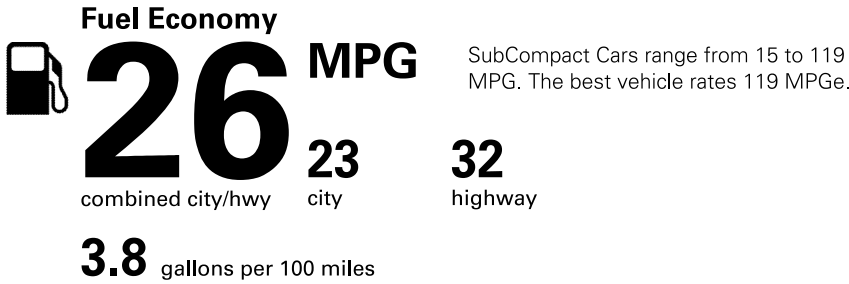 Fuel Economy
26 MPG
SubCompact Cars range from 15 to 119
MPG. The best vehicle rates 119 MPGe.
23 32
combined city/hwy city highway
3.8 gallons per 100 miles